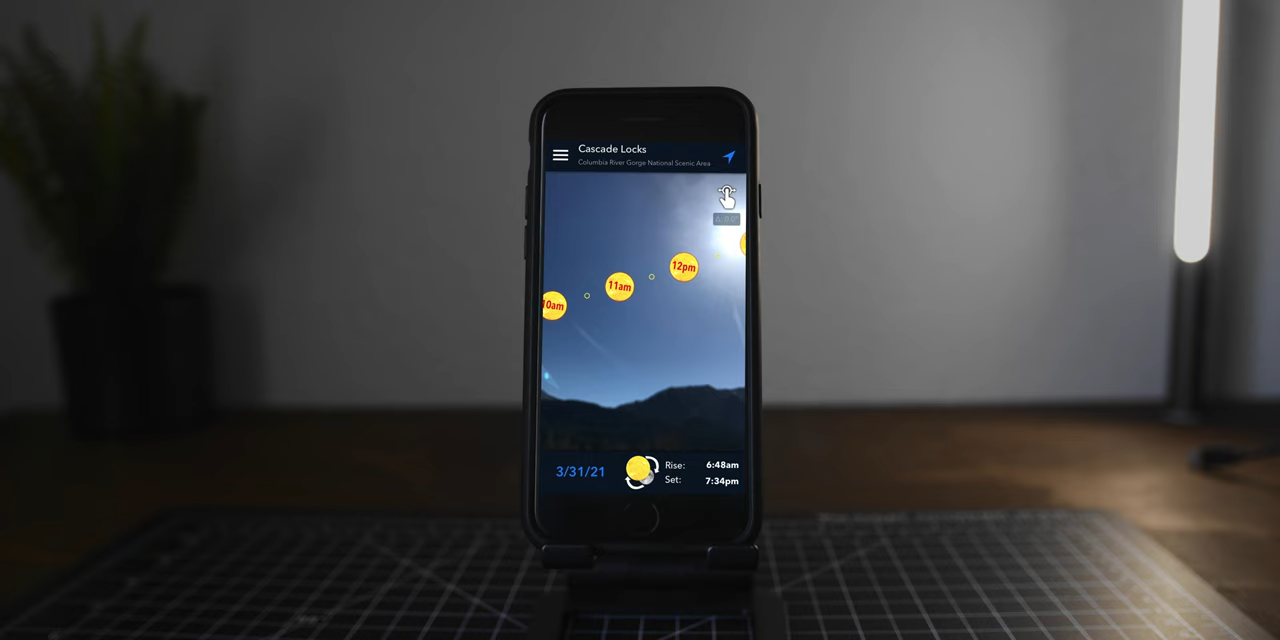 Cascade Locks
Columbia River Gorge National Scenic Area
12pm
11am
10am
3/31/21
Rise: 6:48am
Set: 7:34pm